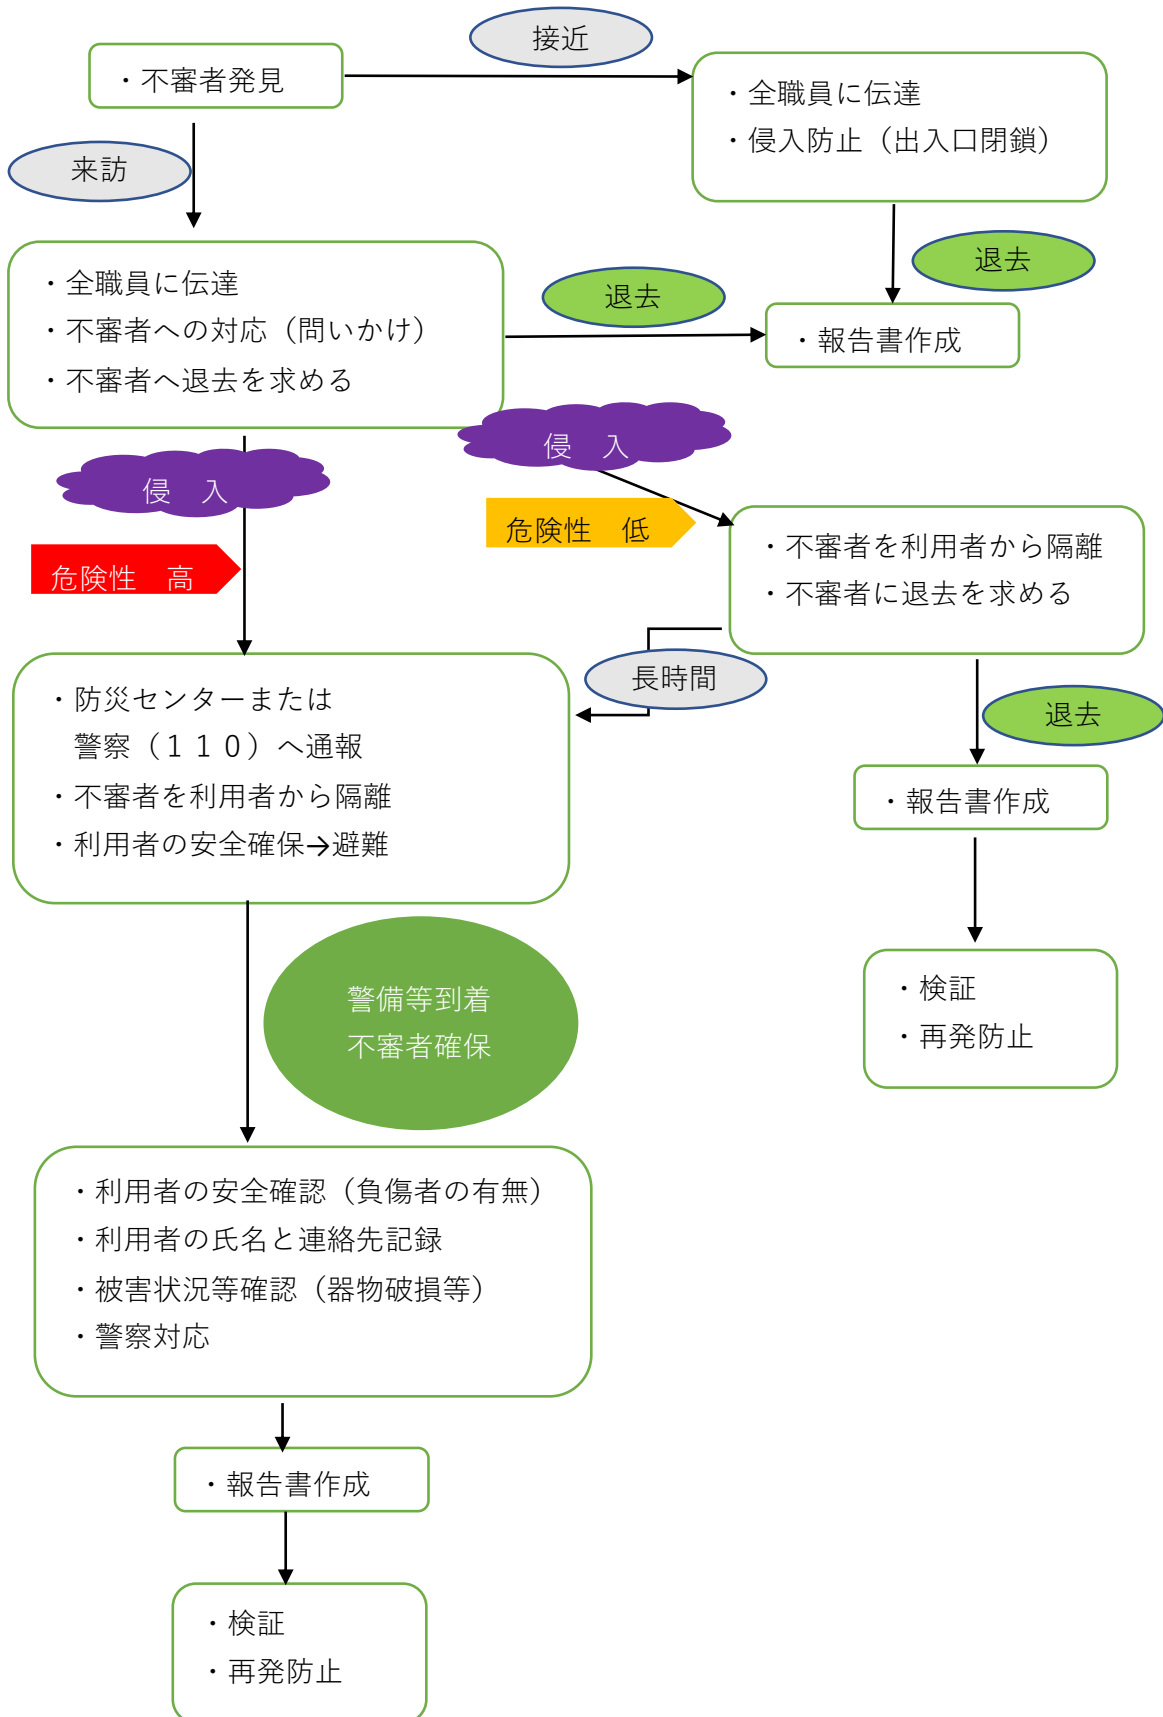 接近
・不審者発見
・全職員に伝達
・侵入防止（出入口閉鎖）
来訪
退去
・全職員に伝達
・不審者への対応（問いかけ）
・不審者へ退去を求める
退去
・報告書作成
侵　入
侵　入
危険性　低
危険性　高
・不審者を利用者から隔離
・不審者に退去を求める
長時間
・防災センターまたは
警察（１１０）へ通報
・不審者を利用者から隔離
・利用者の安全確保→避難
退去
・報告書作成
警備等到着
不審者確保
・検証
・再発防止
・利用者の安全確認（負傷者の有無）
・利用者の氏名と連絡先記録
・被害状況等確認（器物破損等）
・警察対応
・報告書作成
・検証
・再発防止